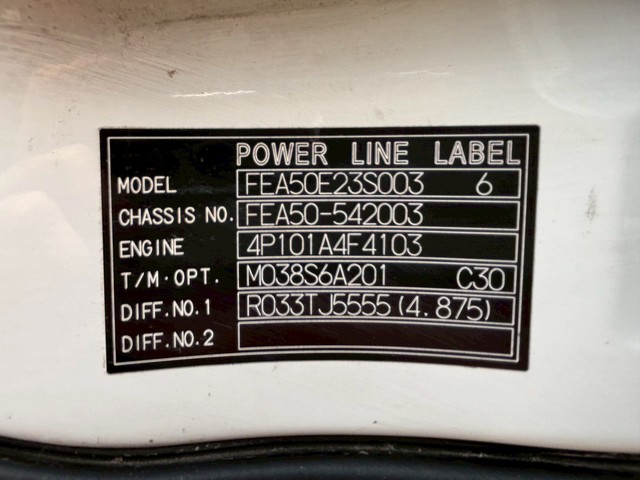 POWER LINE LABEL
MODEL FEA50E23S003 6
CHASSIS NO. FEA50-542003
ENGINE 4P101A4F4103
T/M·OPT. M038S6A201 C30
DIFF.NO.1 R033TJ5555(4.875)
DIFF.NO.2